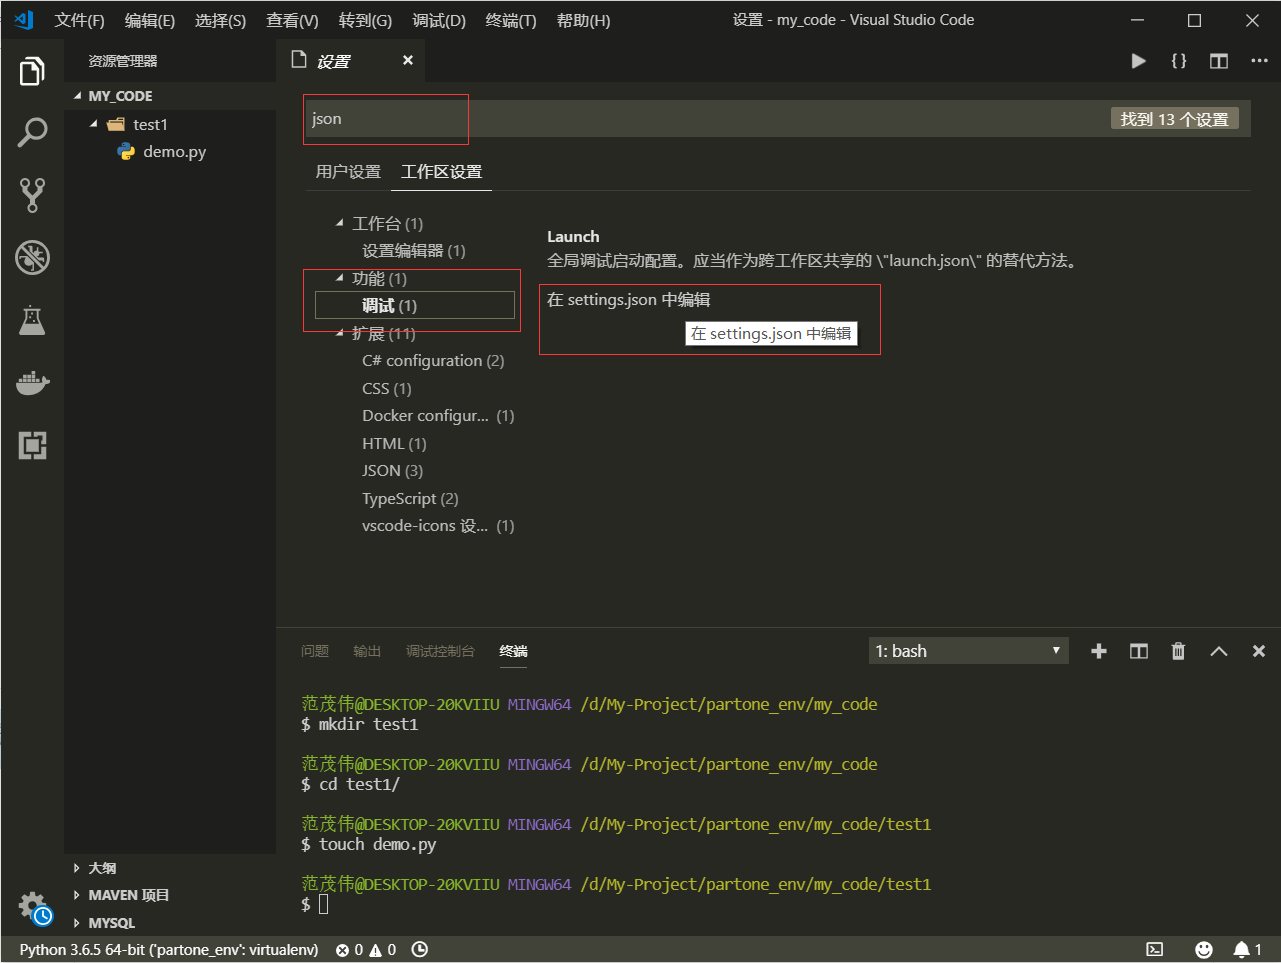 文件(F) 编辑(E) 选择(S) 查看(V) 转到(G) 调试(D) 终端(T) 帮助(H) 设置 - my_code - Visual Studio Code
资源管理器
设置
MY_CODE
test1
demo.py
json
找到 13 个设置
用户设置 工作区设置
工作台 (1)
设置编辑器 (1)
功能 (1)
调试 (1)
扩展 (11)
C# configuration (2)
CSS (1)
Docker configur... (1)
HTML (1)
JSON (3)
TypeScript (2)
vscode-icons 设... (1)
Launch
全局调试启动配置。应当作为跨工作区共享的 \"launch.json\" 的替代方法。
在 settings.json 中编辑
在 settings.json 中编辑
问题 输出 调试控制台 终端
1: bash
范茂伟@DESKTOP-20KVIIU MINGW64 /d/My-Project/partone_env/my_code
$ mkdir test1
范茂伟@DESKTOP-20KVIIU MINGW64 /d/My-Project/partone_env/my_code
$ cd test1/
范茂伟@DESKTOP-20KVIIU MINGW64 /d/My-Project/partone_env/my_code/test1
$ touch demo.py
范茂伟@DESKTOP-20KVIIU MINGW64 /d/My-Project/partone_env/my_code/test1
$
大纲
MAVEN 项目
MYSQL
Python 3.6.5 64-bit ('partone_env': virtualenv) 0 0 1